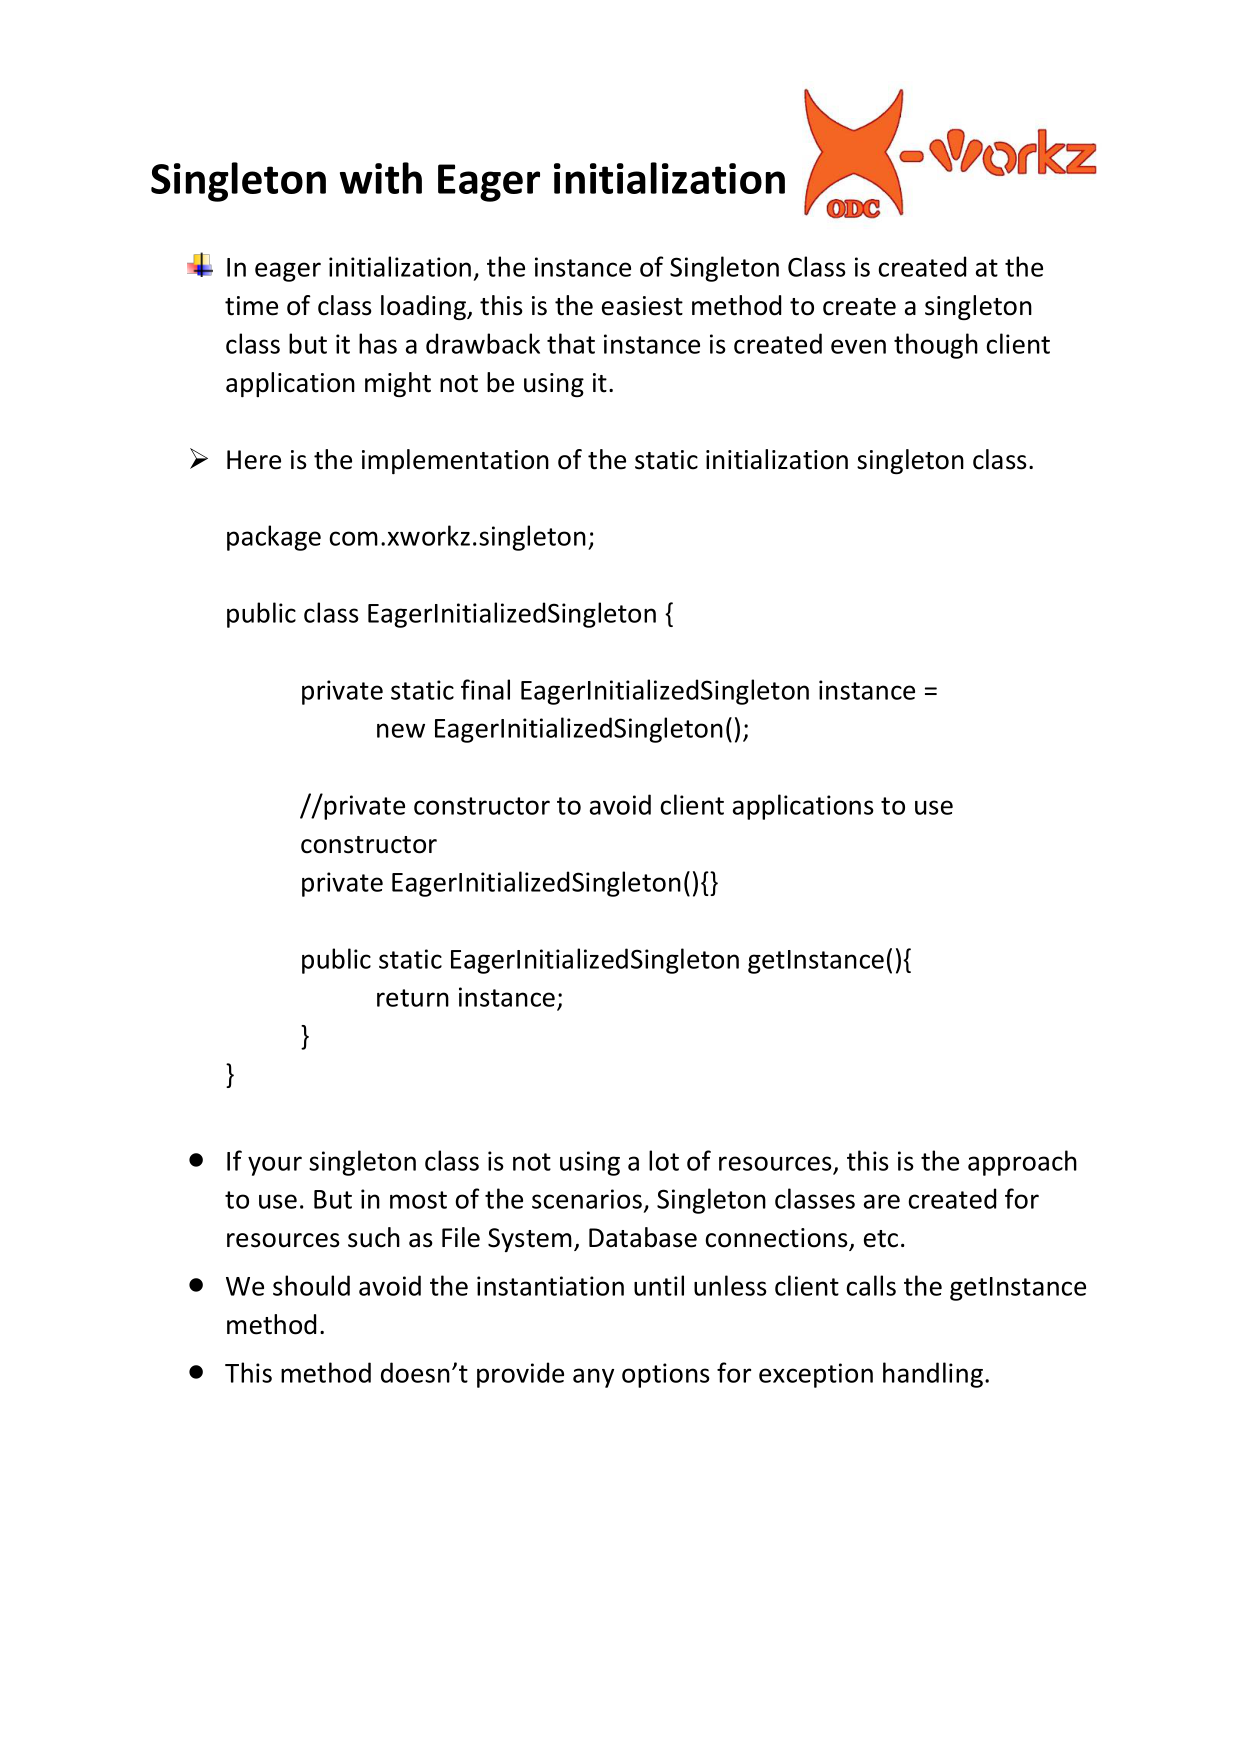 Singleton with Eager initialization
X-workz
ODC
In eager initialization, the instance of Singleton Class is created at the
time of class loading, this is the easiest method to create a singleton
class but it has a drawback that instance is created even though client
application might not be using it.
Here is the implementation of the static initialization singleton class.
package com.xworkz.singleton;
public class EagerInitializedSingleton {
private static final EagerInitializedSingleton instance =
new EagerInitializedSingleton();
//private constructor to avoid client applications to use
constructor
private EagerInitializedSingleton(){}
public static EagerInitializedSingleton getInstance(){
return instance;
}
}
If your singleton class is not using a lot of resources, this is the approach
to use. But in most of the scenarios, Singleton classes are created for
resources such as File System, Database connections, etc.
We should avoid the instantiation until unless client calls the getInstance
method.
This method doesn’t provide any options for exception handling.